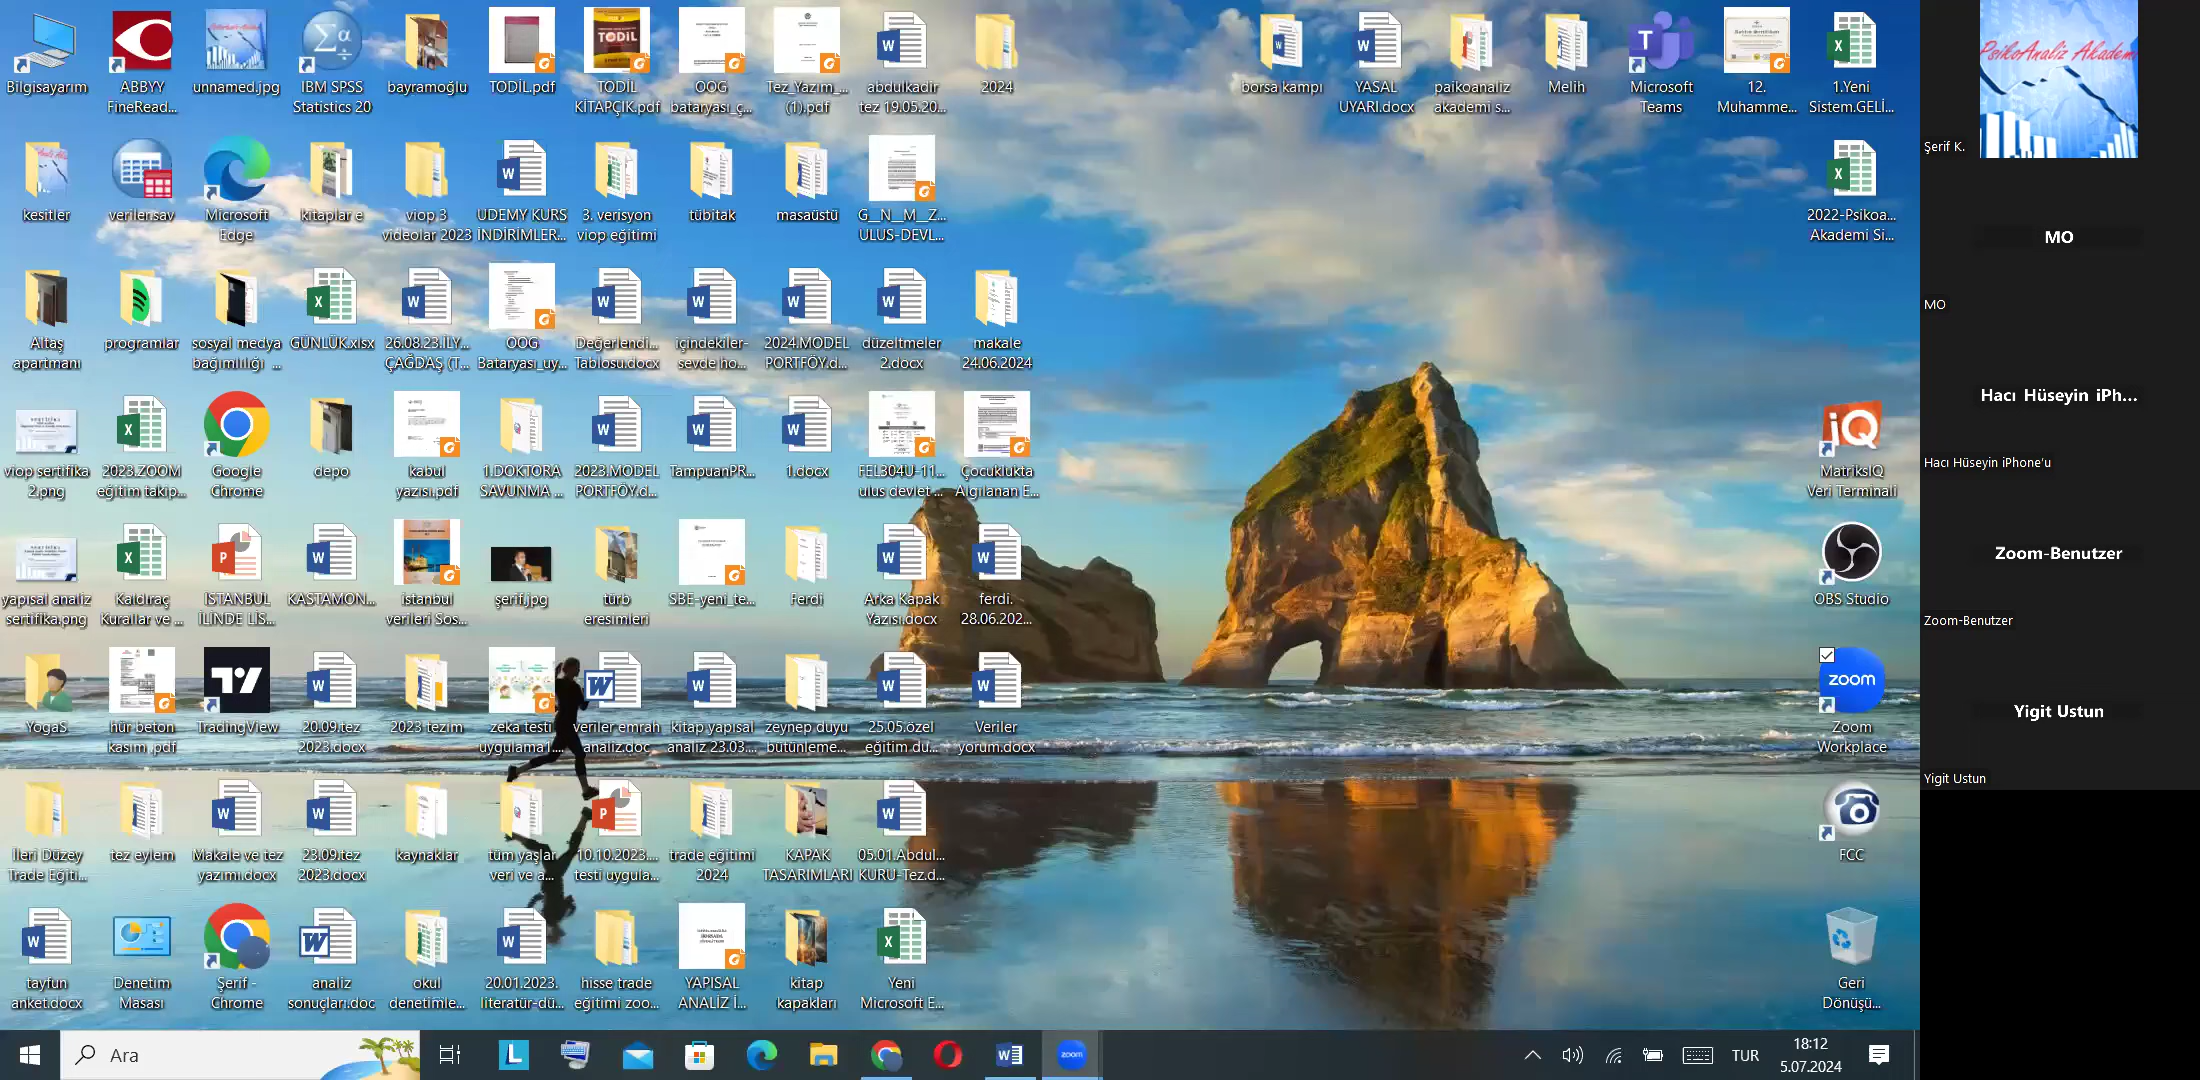 Bilgisayarım
ABBYY
FineRead...
unnamed.jpg
IBM SPSS
Statistics 20
bayramoğlu
TODİL.pdf
TODİL
KİTAPÇIK.pdf
OOG
bataryası_ç...
Tez_Yazım_...
(1).pdf
abdulkadir
tez 19.05.20...
2024
borsa kampı
YASAL
UYARI.docx
paikoanaliz
akademi s...
Melih
Microsoft
Teams
12.
Muhamme...
1.Yeni
Sistem.GELİ...
kesitler
veriler.sav
Microsoft
Edge
kitaplar e
viop 3
videolar 2023
UDEMY KURS
İNDİRİMLER...
3. verisyon
viop eğitimi
tübitak
masaüstü
G__N__M__Z...
ULUS-DEVL...
2022-Psikoa...
Akademi Si...
Altaş
apartmanı
programlar
sosyal medya
bağımlılığı ...
GÜNLÜK.xlsx
26.08.23.İLY...
ÇAĞDAŞ (T...
OOG
Bataryası_uy...
Değerlendi...
Tablosu.docx
içindekiler-
sevde ho...
2024.MODEL
PORTFÖY.d...
düzeltmeler
2.docx
makale
24.06.2024
viop sertifika
2.png
2023.ZOOM
eğitim takip...
Google
Chrome
depo
kabul
yazısı.pdf
1.DOKTORA
SAVUNMA ...
2023.MODEL
PORTFÖY.d...
TampuanPR...
1.docx
FEL304U-11...
ulus devlet ...
Çocuklukta
Algılanan E...
MatriksIQ
Veri Terminali
yapısal analiz
sertifika.png
Kaldıraç
Kurallar ve ...
İSTANBUL
İLİNDE LİS...
KASTAMON...
istanbul
verileri Sos...
şerif.jpg
türb
eresimleri
SBE-yeni_te...
Ferdi
Arka Kapak
Yazısı.docx
ferdi.
28.06.202...
OBS Studio
YogaS
hür beton
kasım .pdf
TradingView
20.09.tez
2023.docx
2023 tezim
zeka testi
uygulama1....
veriler emrah
analiz.doc
kitap yapısal
analiz 23.03....
zeynep duyu
bütünleme...
25.05.özel
eğitim du...
Veriler
yorum.docx
zoom
Zoom
Workplace
İleri Düzey
Trade Eğiti...
tez eylem
Makale ve tez
yazımı.docx
23.09.tez
2023.docx
kaynaklar
tüm yaşlar
veri ve a...
10.10.2023....
testi uygula...
trade eğitimi
2024
KAPAK
TASARIMLARI
05.01.Abdul...
KURU-Tez.d...
FCC
tayfun
anket.docx
Denetim
Masası
Şerif -
Chrome
analiz
sonuçları.doc
okul
denetimle...
20.01.2023.
literatür-dü...
hisse trade
eğitimi zoo...
YAPISAL
ANALİZ İ...
kitap
kapakları
Yeni
Microsoft E...
Geri
Dönüşü...
Ara
zoom
TUR
18:12
5.07.2024
PsikoAnaliz Akademi
Şerif K.
MO
MO
Hacı Hüseyin iPh...
Hacı Hüseyin iPhone'u
Zoom-Benutzer
Zoom-Benutzer
Yigit Ustun
Yigit Ustun